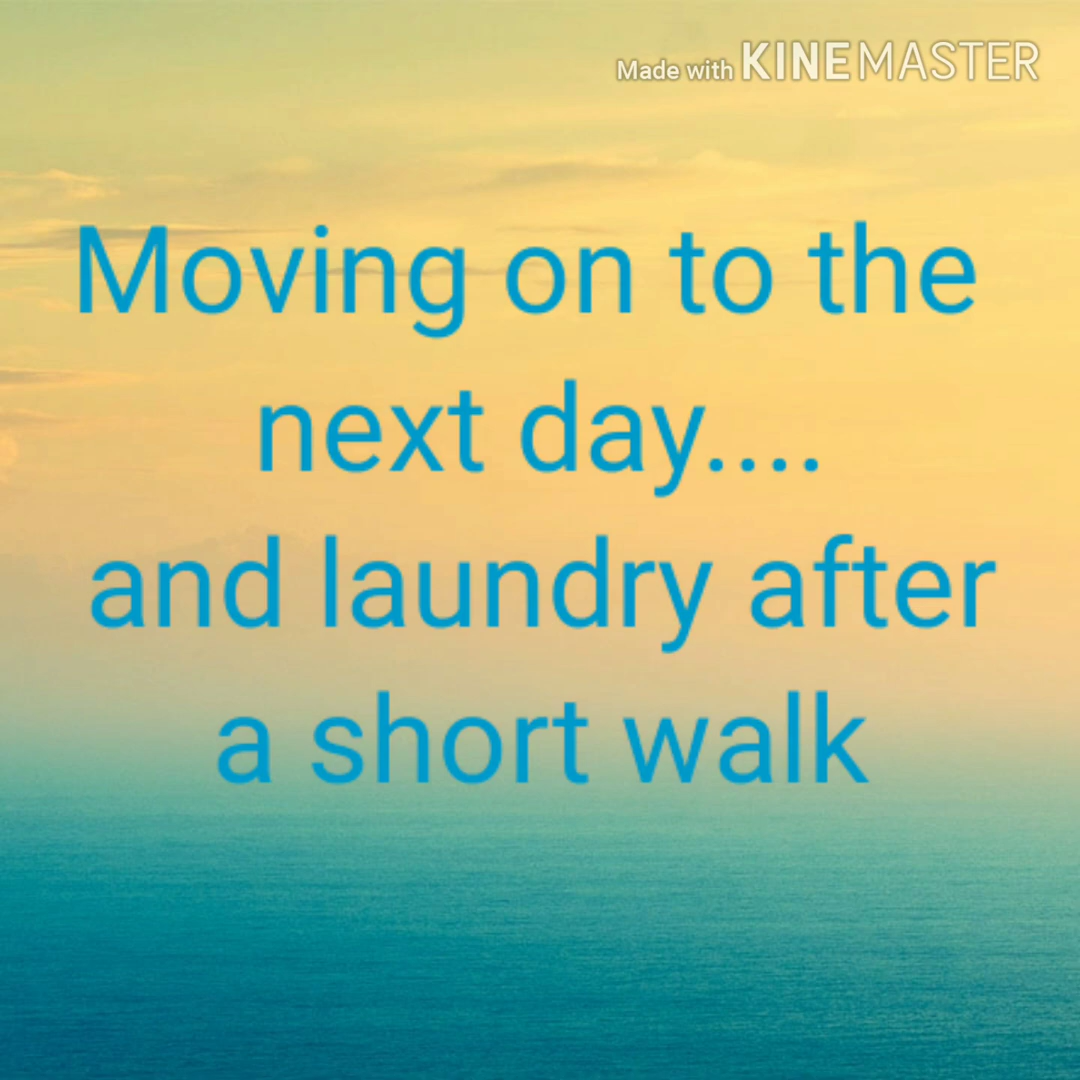 Made with KINEMASTER
Moving on to the
next day....
and laundry after
a short walk